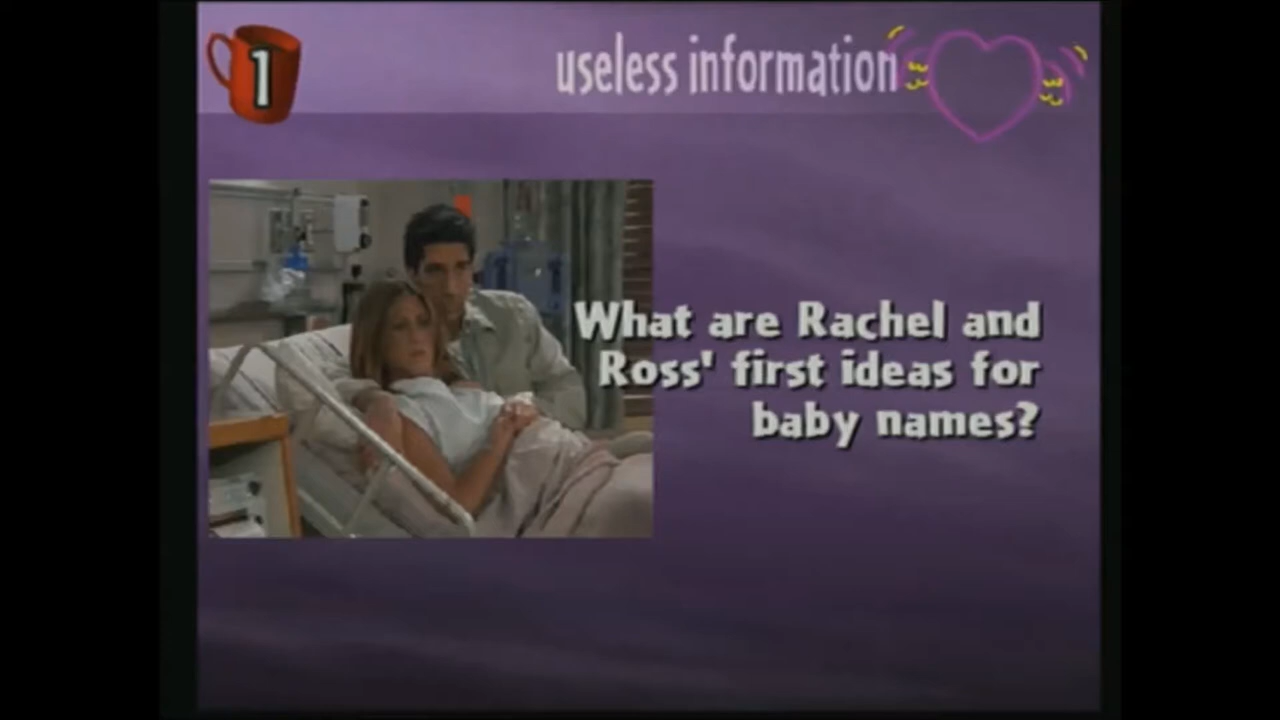 1
useless information
What are Rachel and
Ross' first ideas for
baby names?